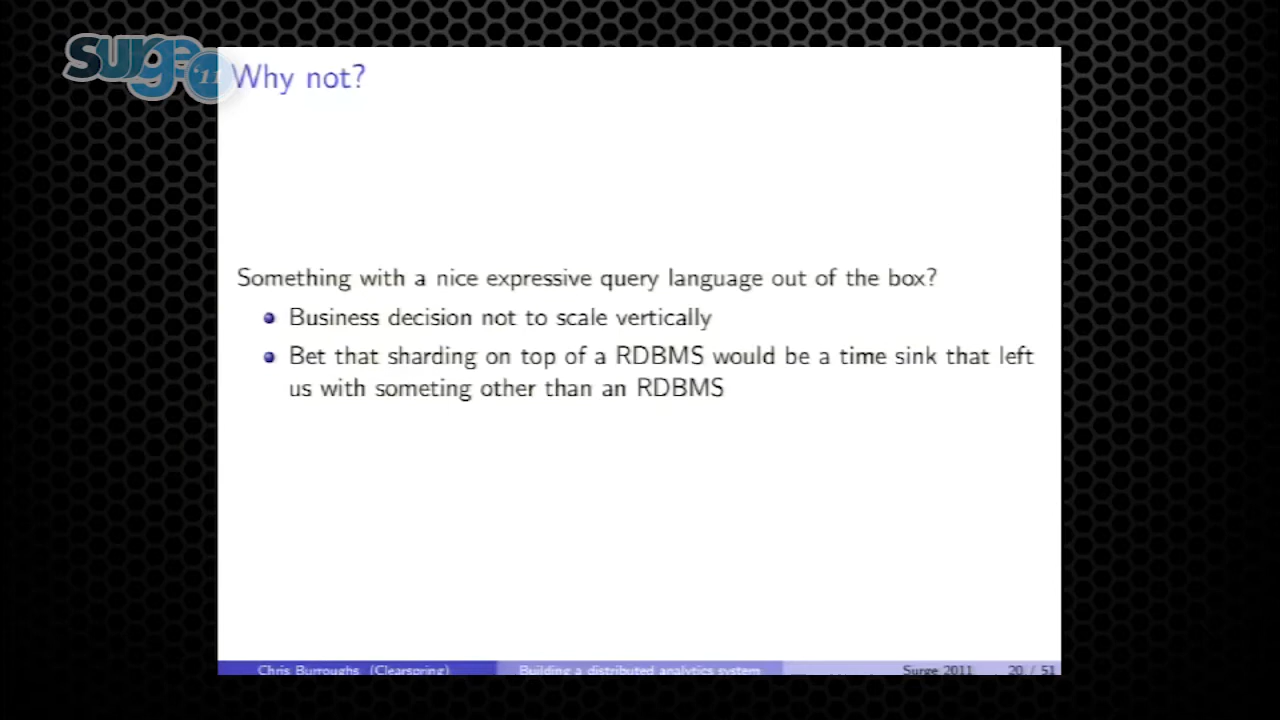 surge '11
Why not?
Something with a nice expressive query language out of the box?
Business decision not to scale vertically
Bet that sharding on top of a RDBMS would be a time sink that left
us with someting other than an RDBMS
Chris Burroughs (Clearspring) Building a distributed analytics system Surge 2011 20 / 51